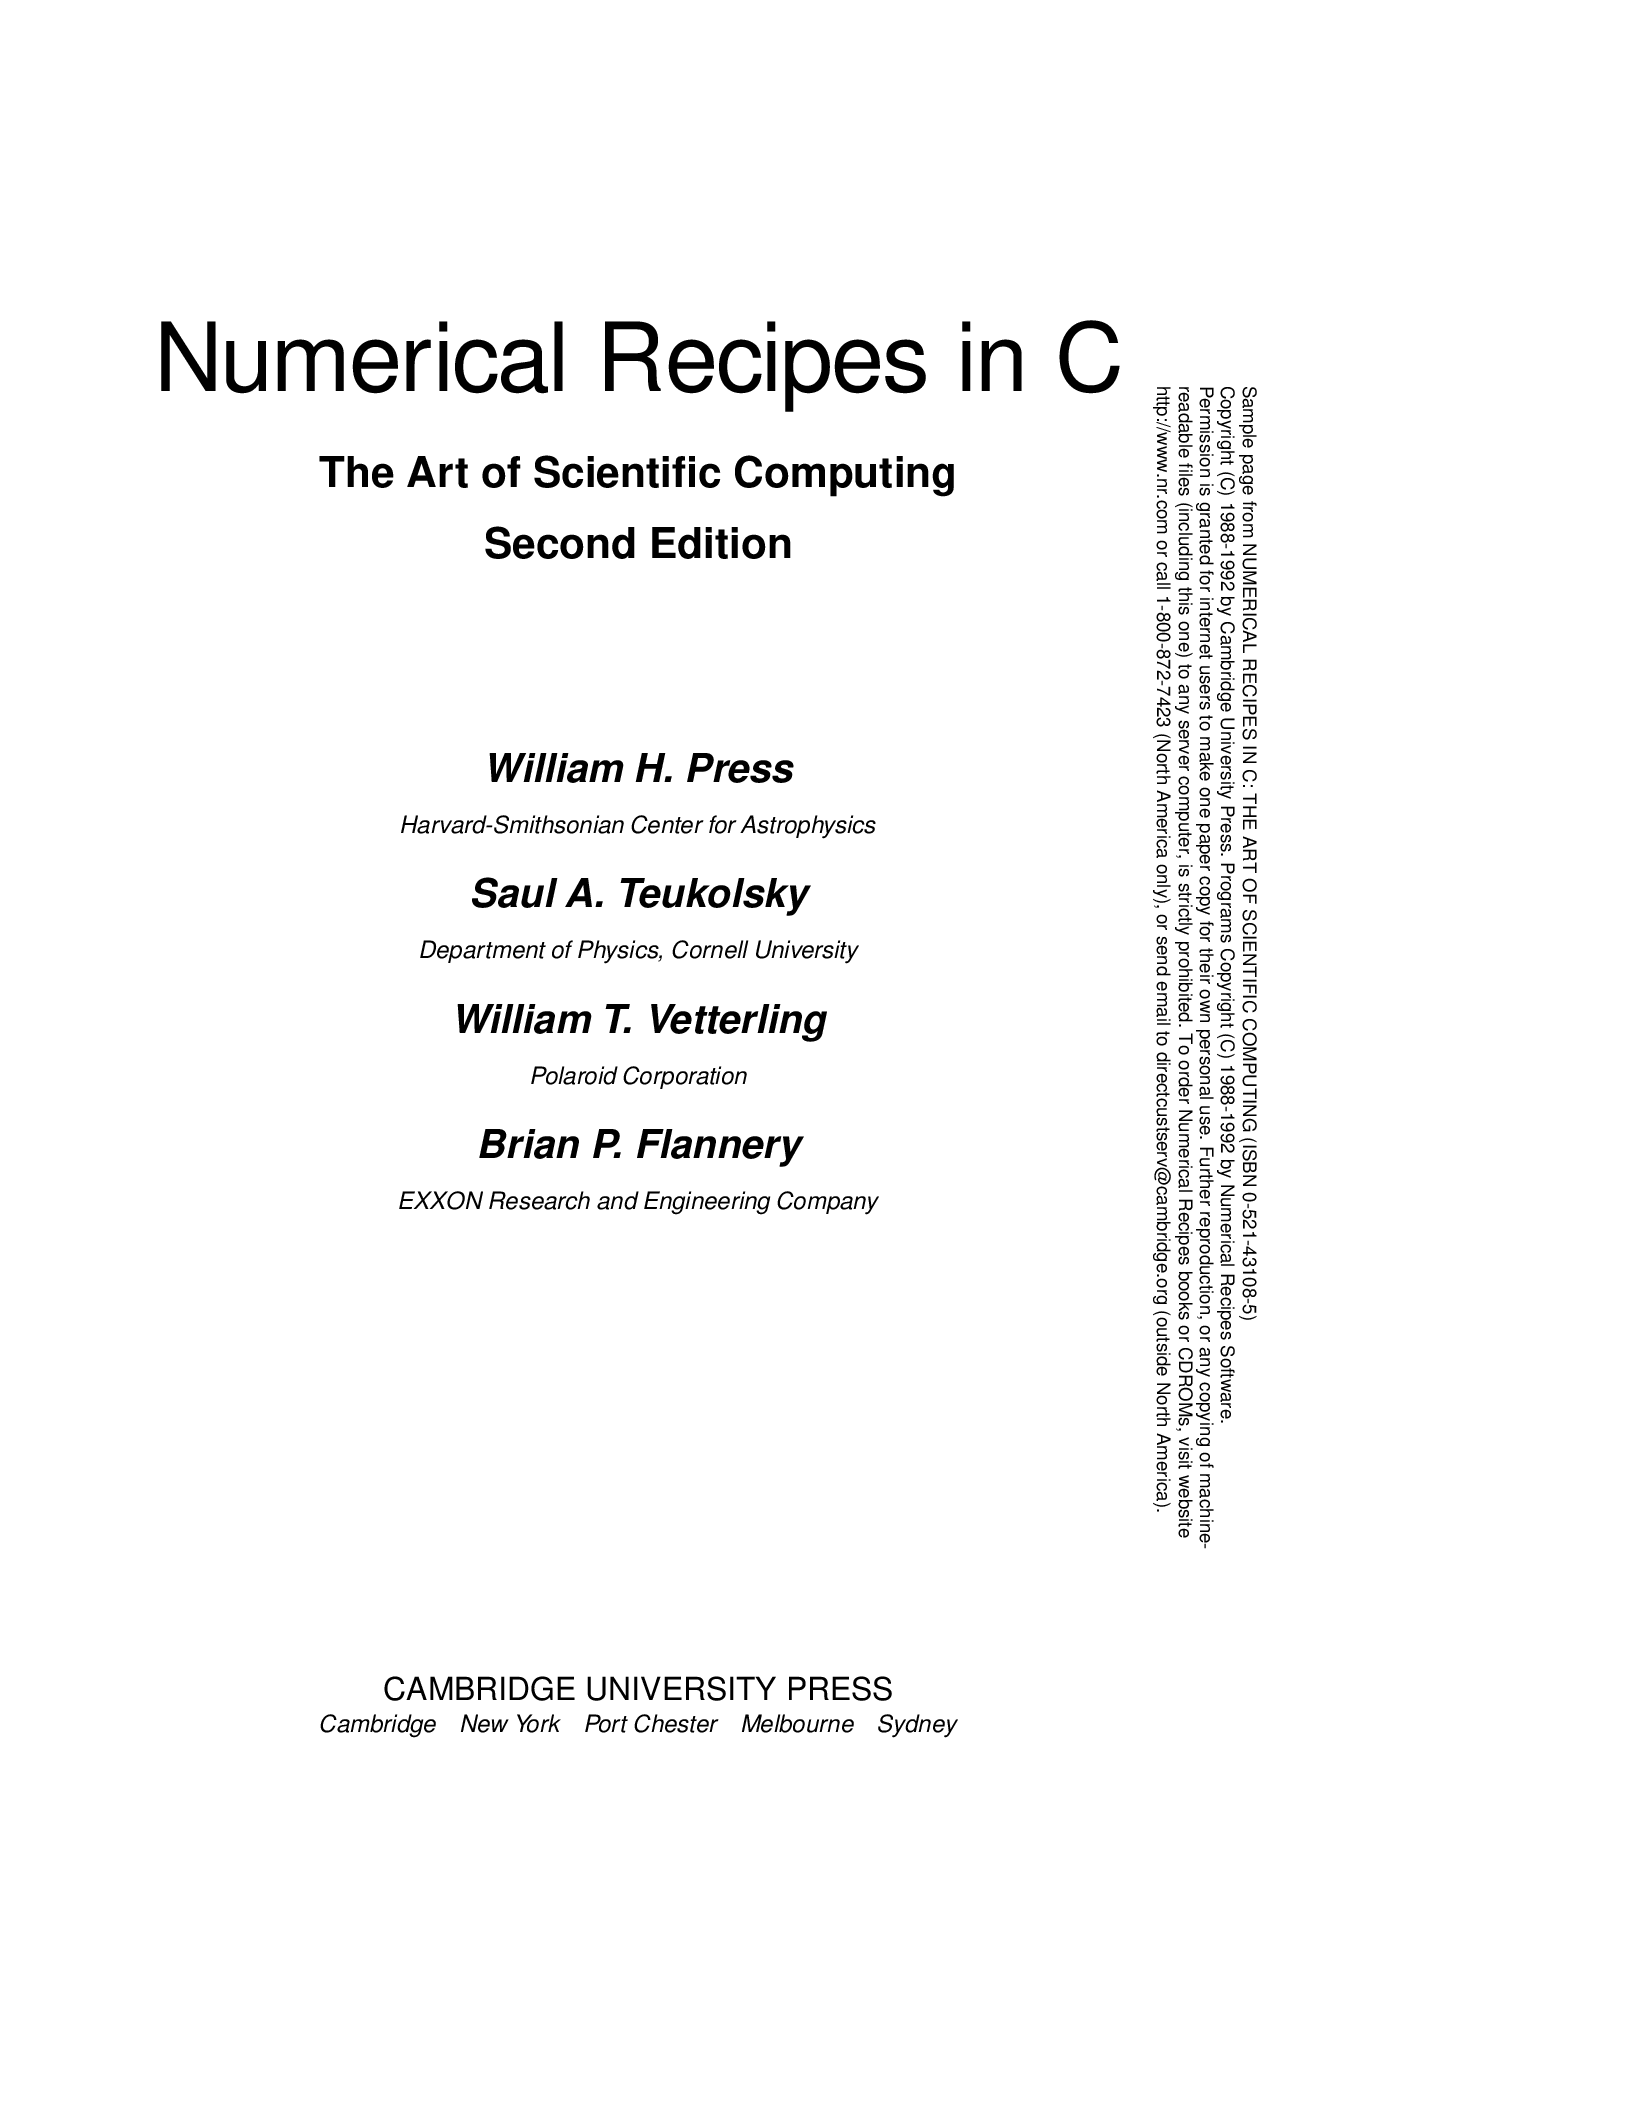 Numerical Recipes in C
The Art of Scientific Computing
Second Edition
William H. Press
Harvard-Smithsonian Center for Astrophysics
Saul A. Teukolsky
Department of Physics, Cornell University
William T. Vetterling
Polaroid Corporation
Brian P. Flannery
EXXON Research and Engineering Company
CAMBRIDGE UNIVERSITY PRESS
Cambridge New York Port Chester Melbourne Sydney
Sample page from NUMERICAL RECIPES IN C: THE ART OF SCIENTIFIC COMPUTING (ISBN 0-521-43108-5)
Copyright (C) 1988-1992 by Cambridge University Press. Programs Copyright (C) 1988-1992 by Numerical Recipes Software.
Permission is granted for internet users to make one paper copy for their own personal use. Further reproduction, or any copying of machine-
readable files (including this one) to any server computer, is strictly prohibited. To order Numerical Recipes books or CDROMs, visit website
http://www.nr.com or call 1-800-872-7423 (North America only), or send email to directcustserv@cambridge.org (outside North America).